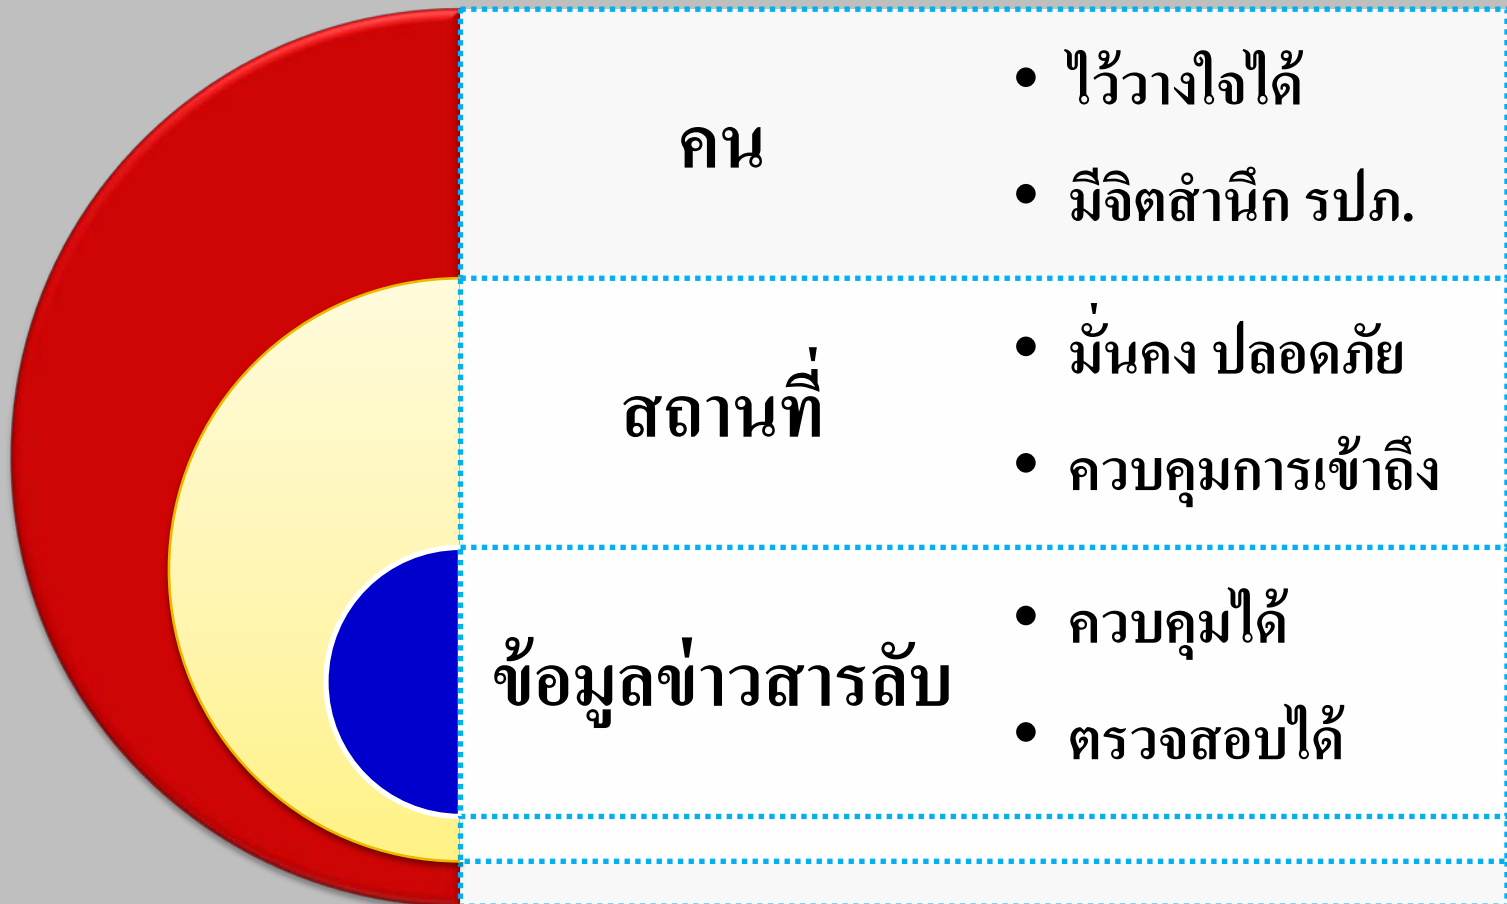 คน
• ไว้วางใจได้
• มีจิตสำนึก รปภ.
สถานที่
• มั่นคง ปลอดภัย
• ควบคุมการเข้าถึง
ข้อมูลข่าวสารลับ
• ควบคุมได้
• ตรวจสอบได้